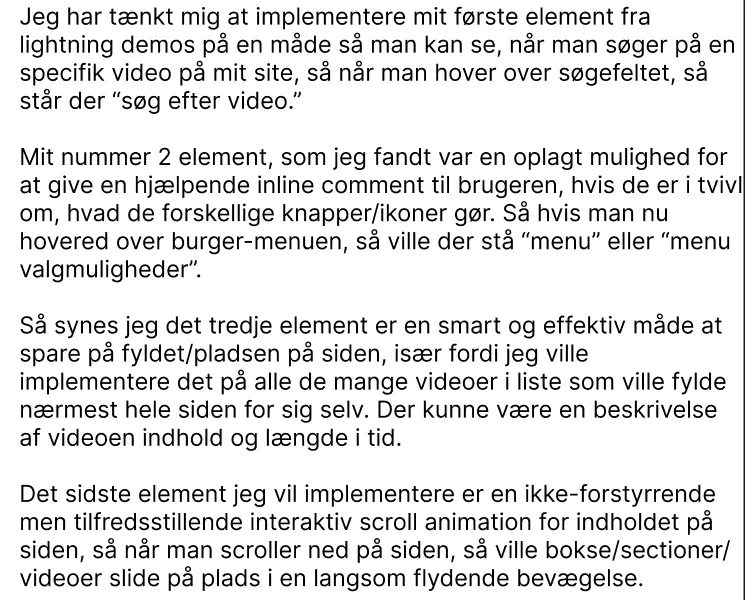 Jeg har tænkt mig at implementere mit første element fra
lightning demos på en måde så man kan se, når man søger på en
specifik video på mit site, så når man hover over søgefeltet, så
står der “søg efter video.”
Mit nummer 2 element, som jeg fandt var en oplagt mulighed for
at give en hjælpende inline comment til brugeren, hvis de er i tvivl
om, hvad de forskellige knapper/ikoner gør. Så hvis man nu
hovered over burger-menuen, så ville der stå “menu” eller “menu
valgmuligheder”.
Så synes jeg det tredje element er en smart og effektiv måde at
spare på fyldet/pladsen på siden, især fordi jeg ville
implementere det på alle de mange videoer i liste som ville fylde
nærmest hele siden for sig selv. Der kunne være en beskrivelse
af videoen indhold og længde i tid.
Det sidste element jeg vil implementere er en ikke-forstyrrende
men tilfredsstillende interaktiv scroll animation for indholdet på
siden, så når man scroller ned på siden, så ville bokse/sectioner/
videoer slide på plads i en langsom flydende bevægelse.